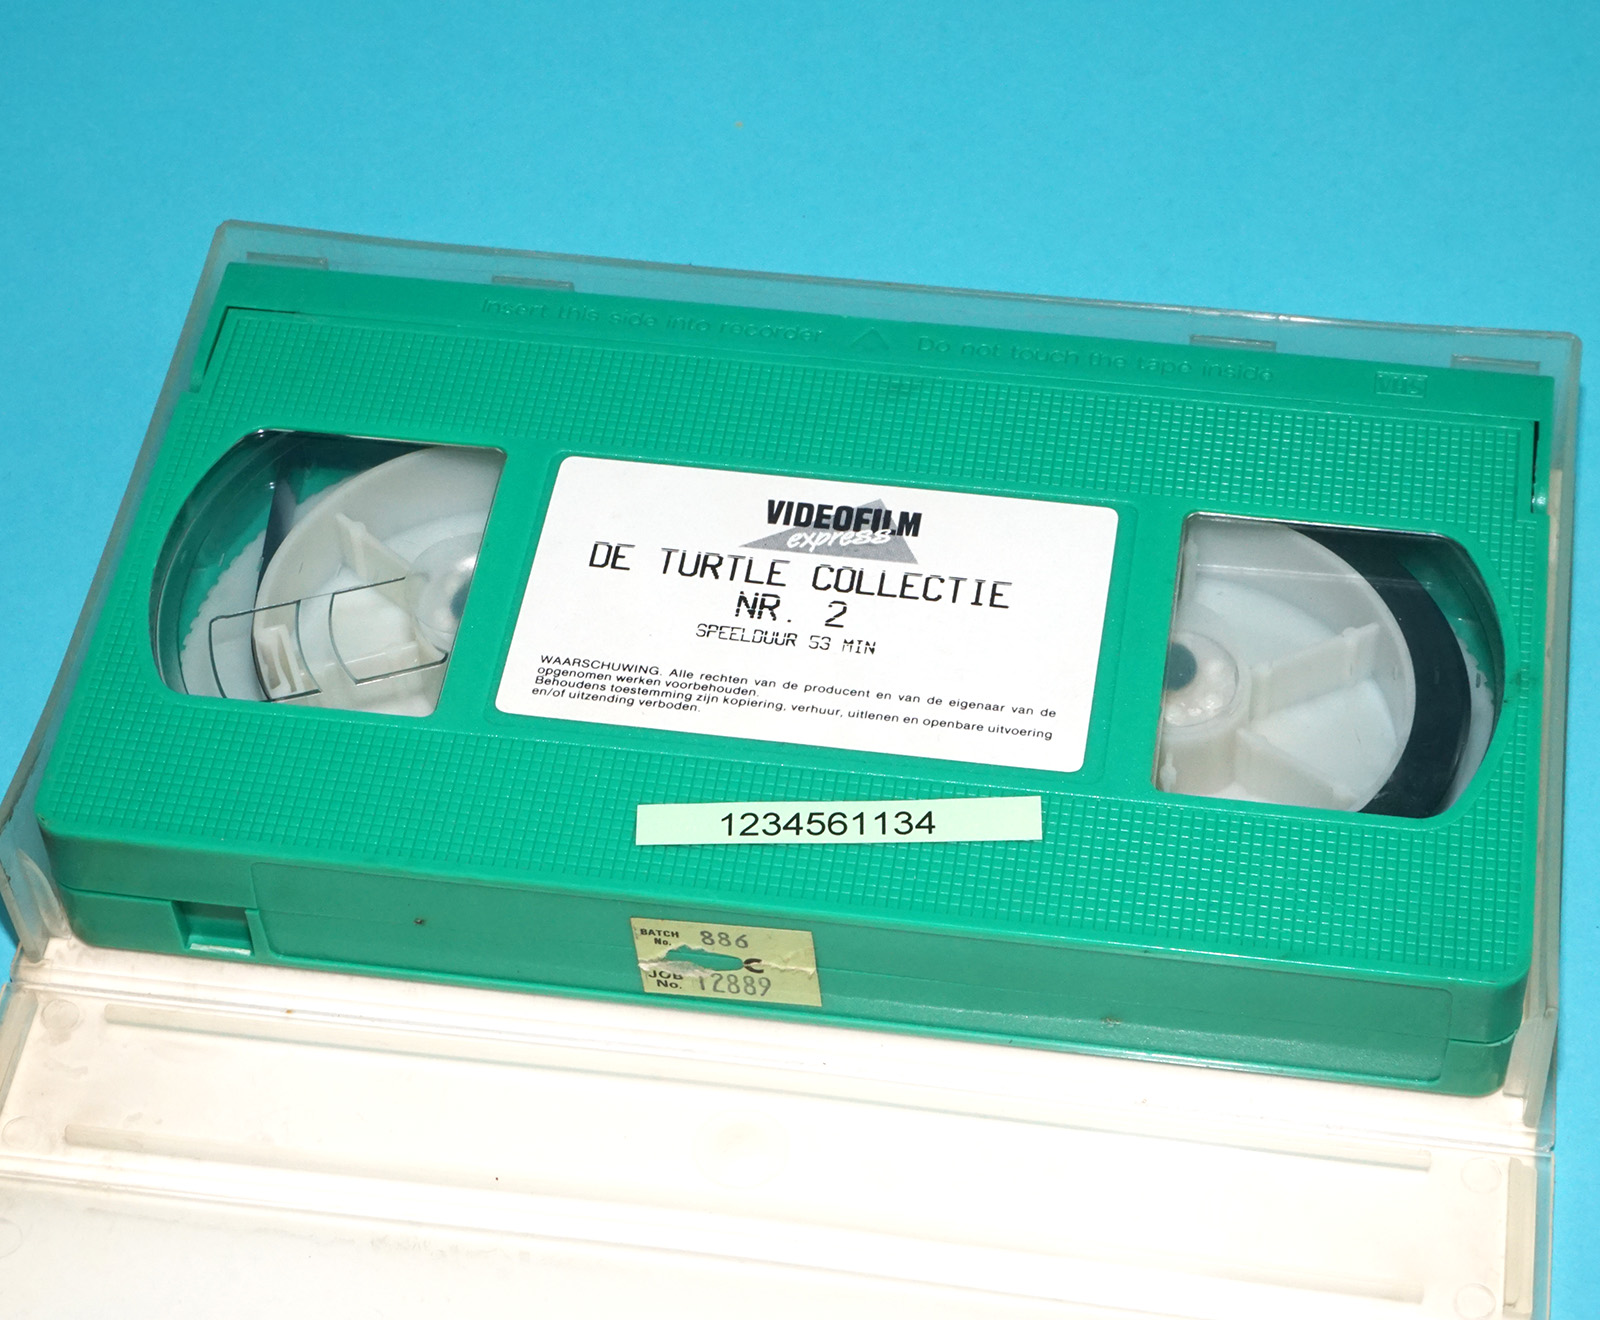 Insert this side into recorder Do not touch the tape inside
VHS
VIDEOFILM
express
DE TURTLE COLLECTIE
NR. 2
SPEELDUUR 53 MIN
WAARSCHUWING. Alle rechten van de producent en van de eigenaar van de
opgenomen werken voorbehouden.
Behoudens toestemming zijn kopiering, verhuur, uitlenen en openbare uitvoering
en/of uitzending verboden.
1234561134
BATCH
No. 886
C
JOB
No. 12889